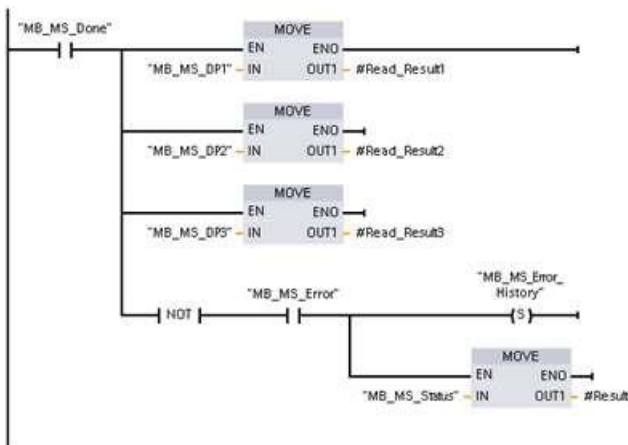 "MB_MS_Done"
MOVE
EN ENO
"MB_MS_DP1" IN OUT1 #Read_Result1
MOVE
EN ENO
"MB_MS_DP2" IN OUT1 #Read_Result2
MOVE
EN ENO
"MB_MS_DP3" IN OUT1 #Read_Result3
NOT
"MB_MS_Error"
"MB_MS_Error_
History"
S
MOVE
EN ENO
"MB_MS_Status" IN OUT1 #Result